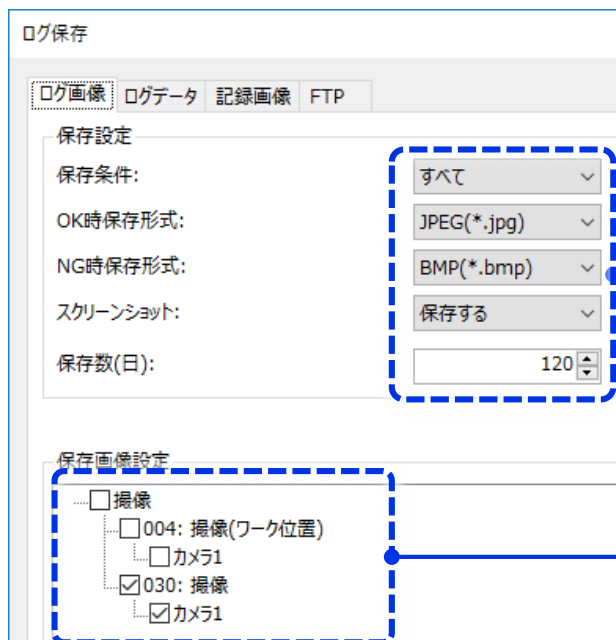 ログ保存
ログ画像 ログデータ 記録画像 FTP
保存設定
保存条件: すべて
OK時保存形式: JPEG(*.jpg)
NG時保存形式: BMP(*.bmp)
スクリーンショット: 保存する
保存数(日): 120
保存画像設定
撮像
004: 撮像(ワーク位置)
カメラ1
030: 撮像
カメラ1